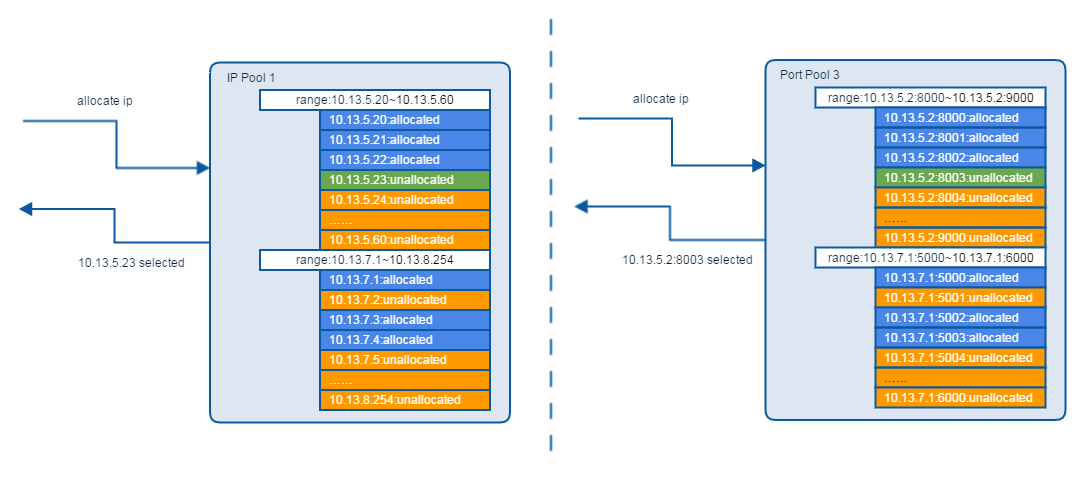 IP Pool 1
allocate ip
range:10.13.5.20~10.13.5.60
10.13.5.20:allocated
10.13.5.21:allocated
10.13.5.22:allocated
10.13.5.23:unallocated
10.13.5.24:unallocated
......
10.13.5.60:unallocated
10.13.5.23 selected
range:10.13.7.1~10.13.8.254
10.13.7.1:allocated
10.13.7.2:unallocated
10.13.7.3:allocated
10.13.7.4:allocated
10.13.7.5:unallocated
......
10.13.8.254:unallocated
Port Pool 3
allocate ip
range:10.13.5.2:8000~10.13.5.2:9000
10.13.5.2:8000:allocated
10.13.5.2:8001:allocated
10.13.5.2:8002:allocated
10.13.5.2:8003:unallocated
10.13.5.2:8004:unallocated
......
10.13.5.2:9000:unallocated
10.13.5.2:8003 selected
range:10.13.7.1:5000~10.13.7.1:6000
10.13.7.1:5000:allocated
10.13.7.1:5001:unallocated
10.13.7.1:5002:allocated
10.13.7.1:5003:allocated
10.13.7.1:5004:unallocated
......
10.13.7.1:6000:unallocated